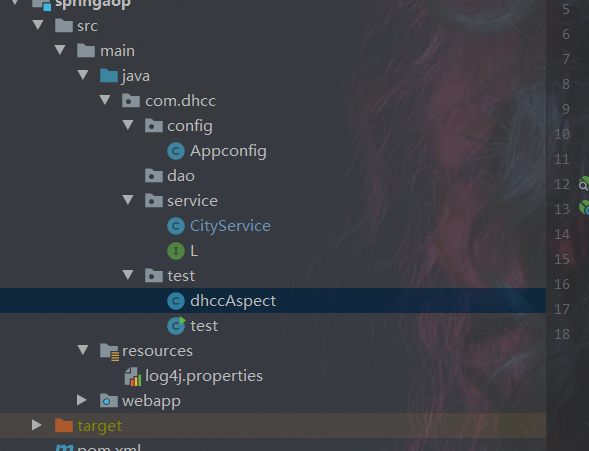 springaop
5
src
6
main
7
java
8
com.dhcc
9
config
10
Appconfig
11
dao
12
service
13
CityService
14
L
15
test
16
dhccAspect
17
test
18
resources
log4j.properties
webapp
target
pom.xml